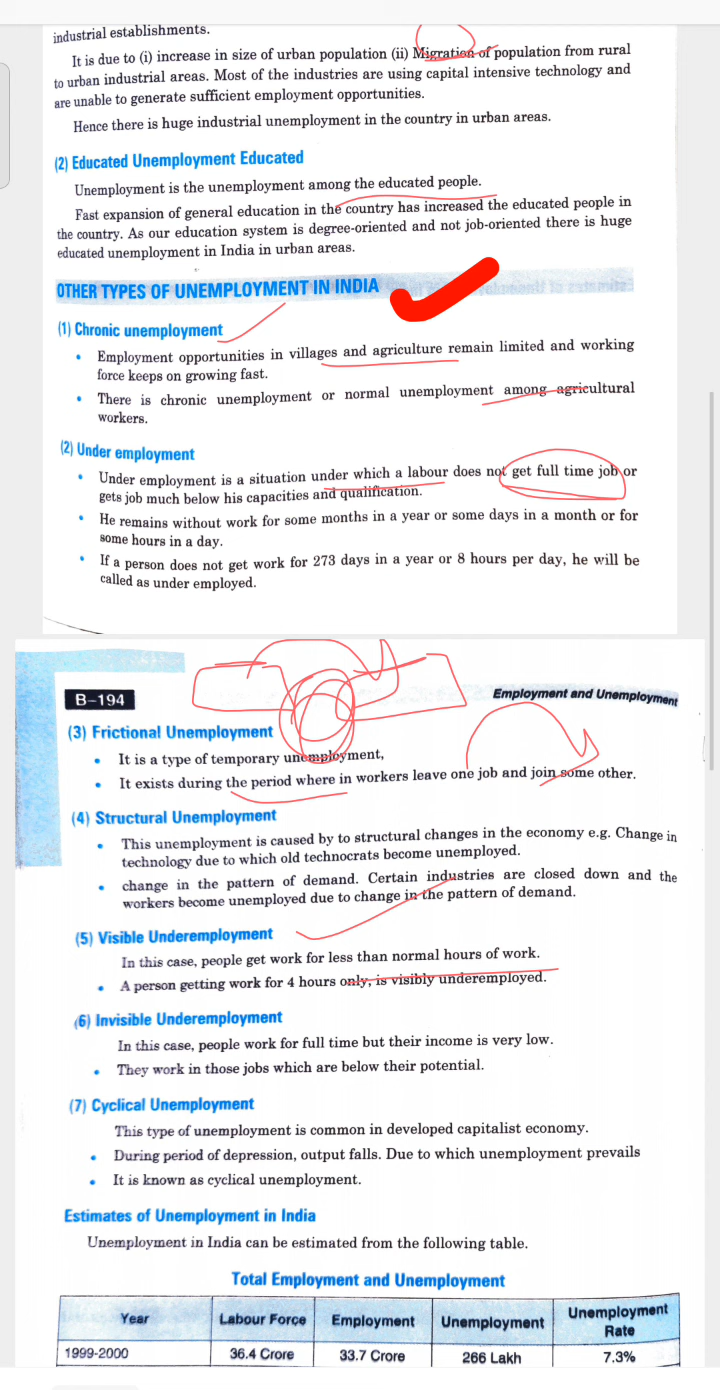 industrial establishments.
It is due to (i) increase in size of urban population (ii) Migration of population from rural
to urban industrial areas. Most of the industries are using capital intensive technology and
are unable to generate sufficient employment opportunities.
Hence there is huge industrial unemployment in the country in urban areas.
(2) Educated Unemployment Educated
Unemployment is the unemployment among the educated people.
Fast expansion of general education in the country has increased the educated people in
the country. As our education system is degree-oriented and not job-oriented there is huge
educated unemployment in India in urban areas.
OTHER TYPES OF UNEMPLOYMENT IN INDIA
(1) Chronic unemployment
• Employment opportunities in villages and agriculture remain limited and working
force keeps on growing fast.
• There is chronic unemployment or normal unemployment among agricultural
workers.
(2) Under employment
• Under employment is a situation under which a labour does not get full time job or
gets job much below his capacities and qualification.
• He remains without work for some months in a year or some days in a month or for
some hours in a day.
• If a person does not get work for 273 days in a year or 8 hours per day, he will be
called as under employed.
B–194
Employment and Unemployment
(3) Frictional Unemployment
• It is a type of temporary unemployment,
• It exists during the period where in workers leave one job and join some other.
(4) Structural Unemployment
• This unemployment is caused by to structural changes in the economy e.g. Change in
technology due to which old technocrats become unemployed.
• change in the pattern of demand. Certain industries are closed down and the
workers become unemployed due to change in the pattern of demand.
(5) Visible Underemployment
In this case, people get work for less than normal hours of work.
• A person getting work for 4 hours only, is visibly underemployed.
(6) Invisible Underemployment
In this case, people work for full time but their income is very low.
• They work in those jobs which are below their potential.
(7) Cyclical Unemployment
This type of unemployment is common in developed capitalist economy.
• During period of depression, output falls. Due to which unemployment prevails
• It is known as cyclical unemployment.
Estimates of Unemployment in India
Unemployment in India can be estimated from the following table.
Total Employment and Unemployment
Year Labour Force Employment Unemployment Unemployment Rate
1999-2000 36.4 Crore 33.7 Crore 266 Lakh 7.3%